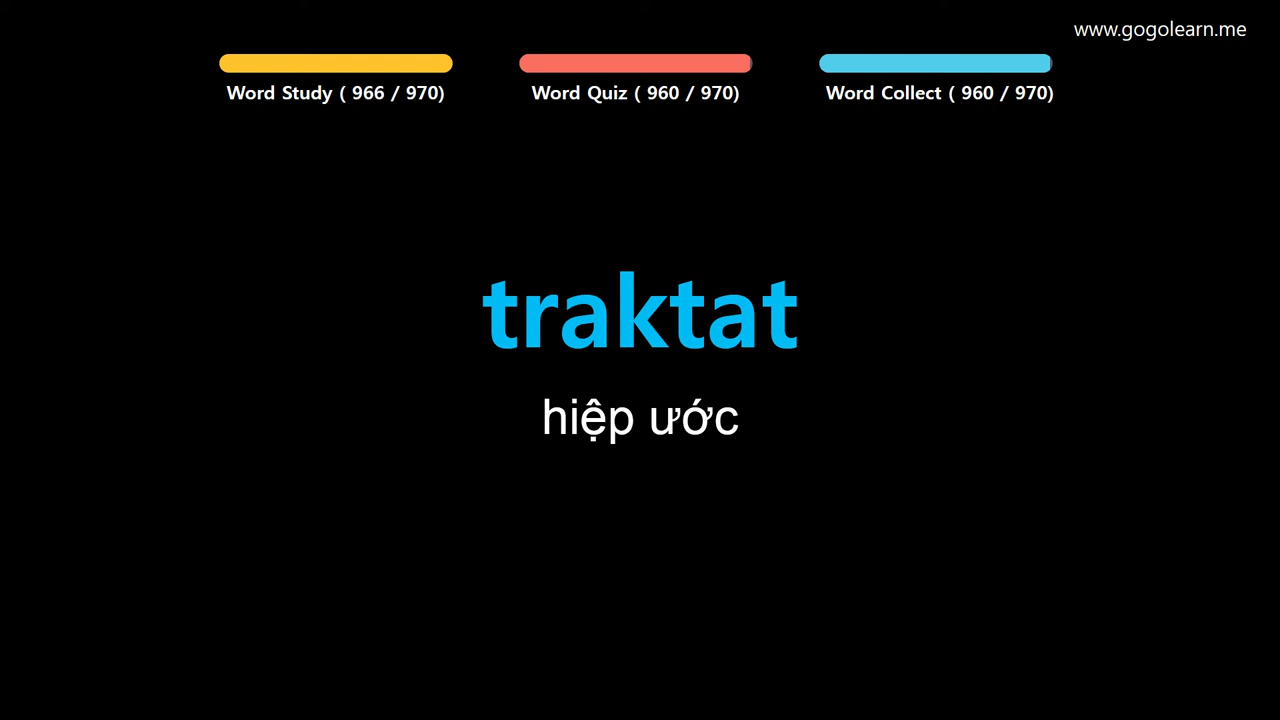 www.gogolearn.me
Word Study ( 966 / 970)
Word Quiz ( 960 / 970)
Word Collect ( 960 / 970)
traktat
hiệp ước